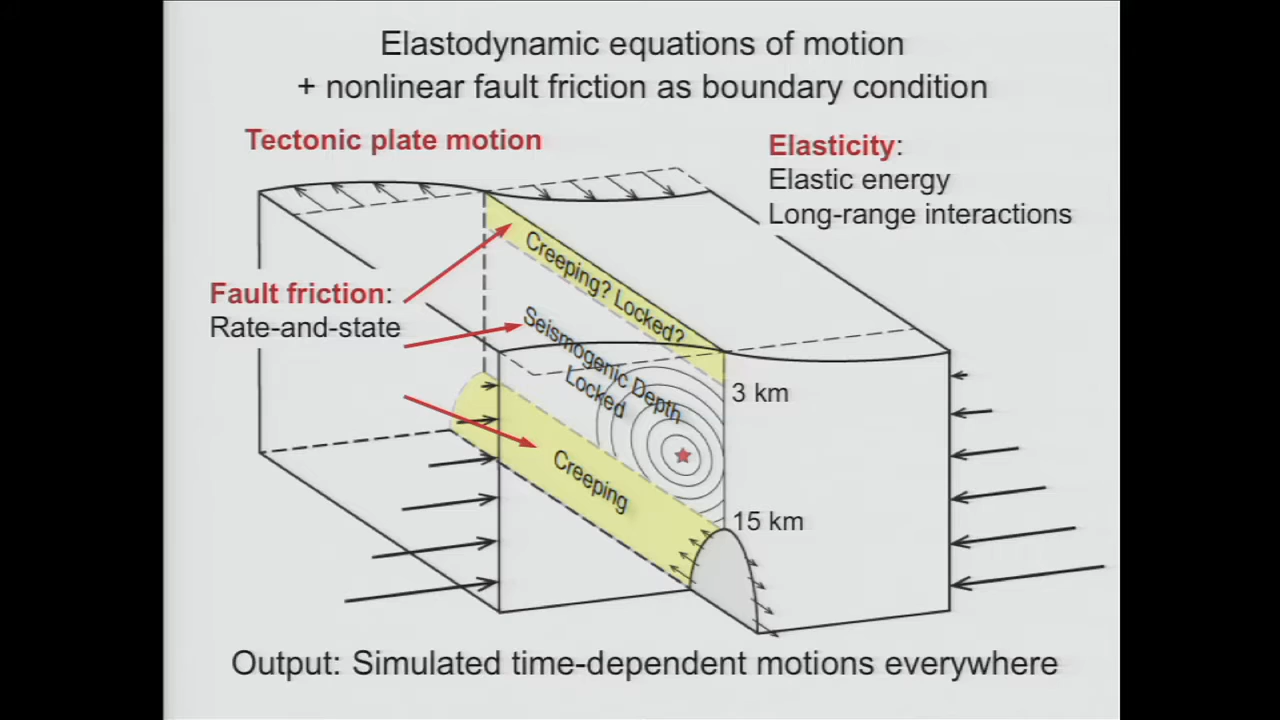 Elastodynamic equations of motion
+ nonlinear fault friction as boundary condition
Tectonic plate motion
Elasticity:
Elastic energy
Long-range interactions
Fault friction:
Rate-and-state
Creeping? Locked?
Seismogenic Depth
Locked
Creeping
3 km
15 km
Output: Simulated time-dependent motions everywhere